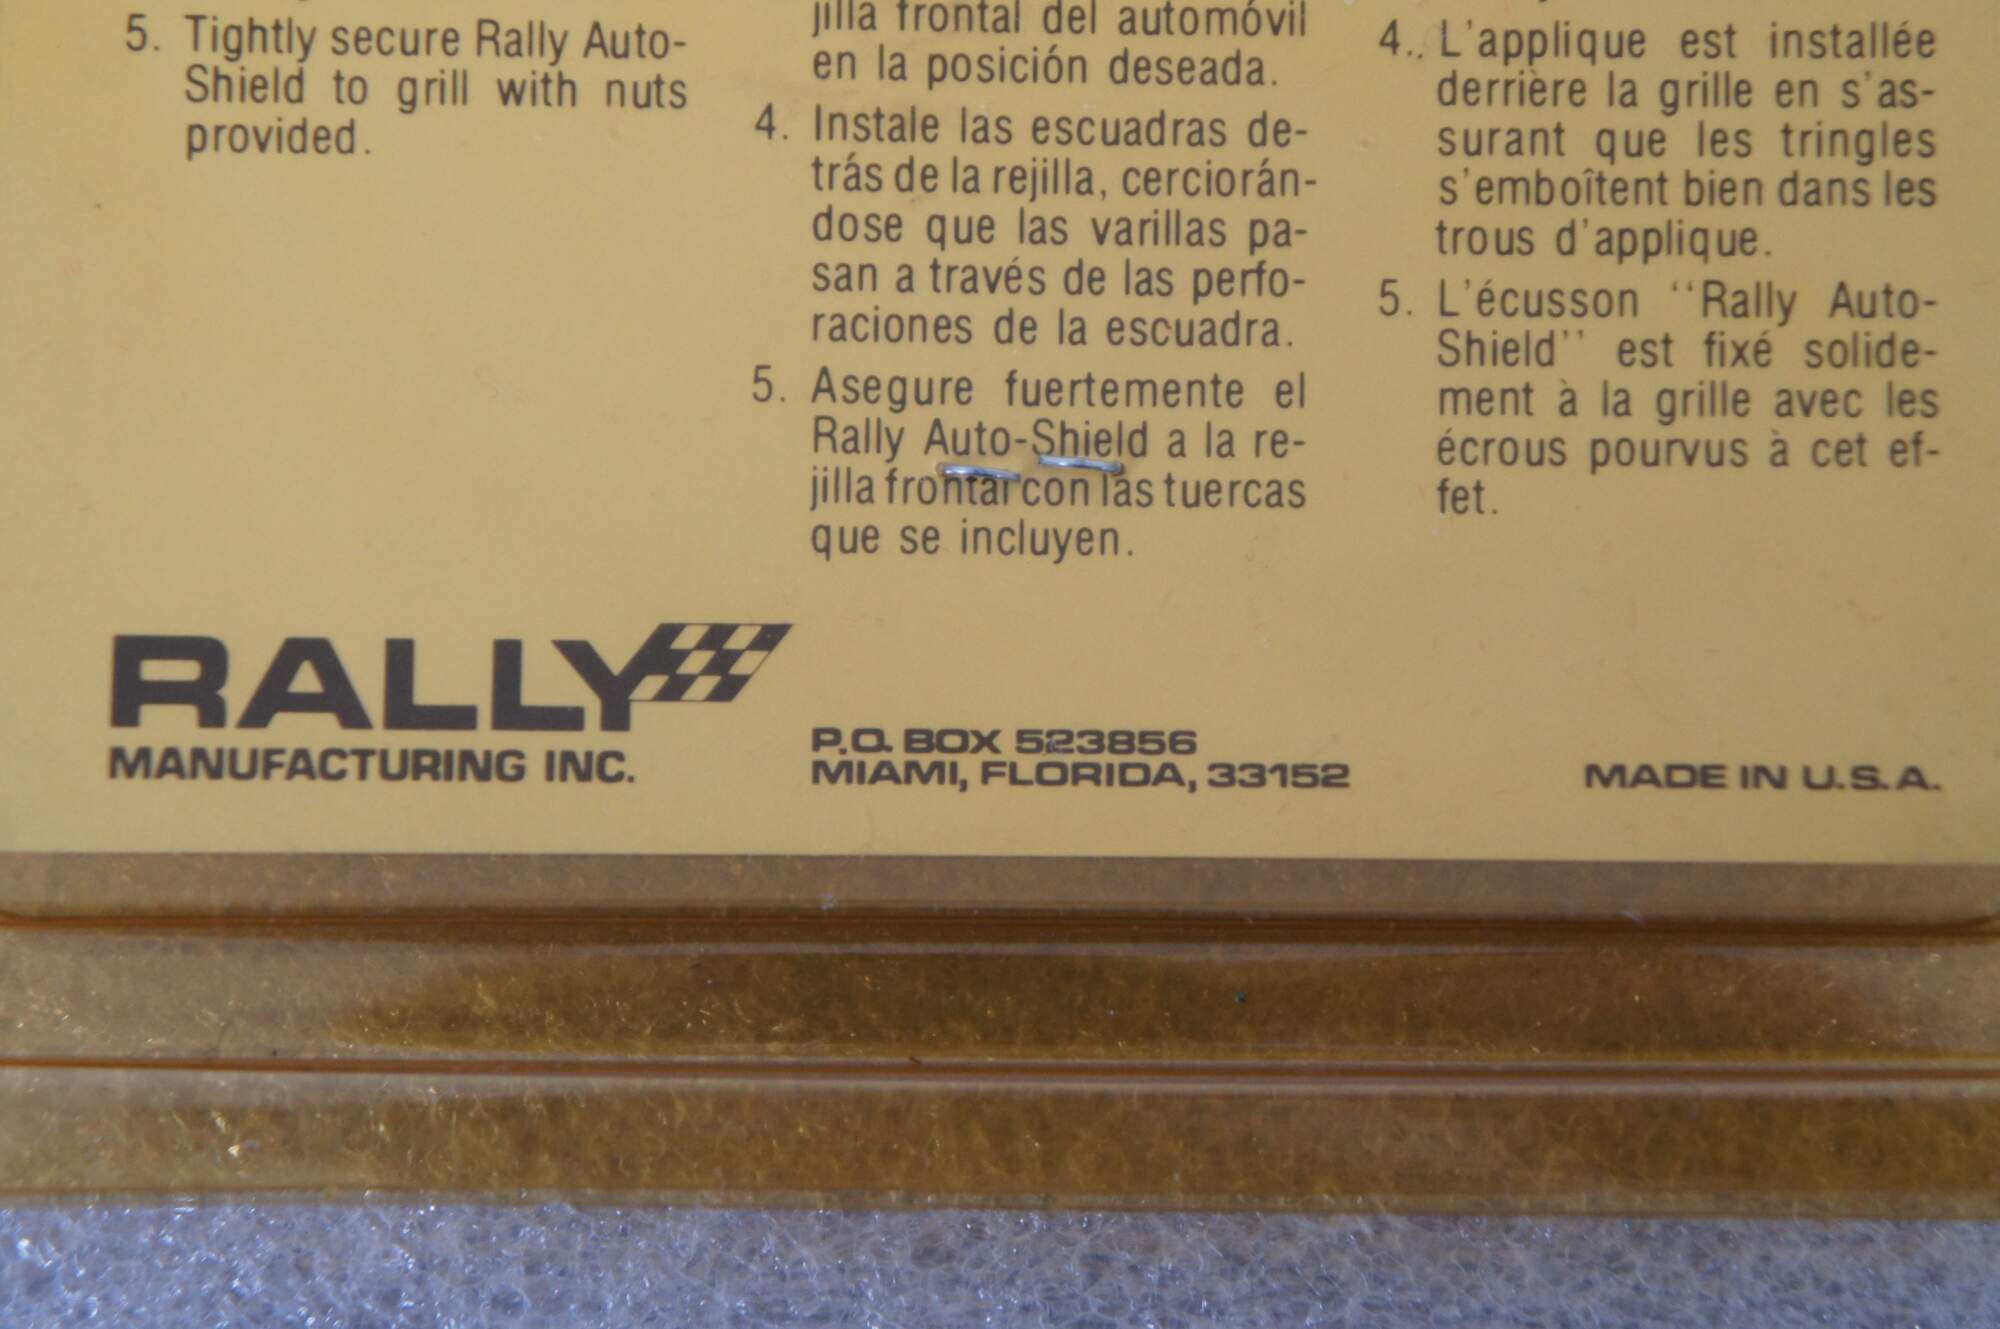 5. Tightly secure Rally Auto-
Shield to grill with nuts
provided.
jilla frontal del automóvil
en la posición deseada.
4. Instale las escuadras de-
trás de la rejilla, cerciorán-
dose que las varillas pa-
san a través de las perfo-
raciones de la escuadra.
5. Asegure fuertemente el
Rally Auto-Shield a la re-
jilla frontal con las tuercas
que se incluyen.
4. L'applique est installée
derrière la grille en s'as-
surant que les tringles
s'emboîtent bien dans les
trous d'applique.
5. L'écusson "Rally Auto-
Shield" est fixé solide-
ment à la grille avec les
écrous pourvus à cet ef-
fet.
RALLY
MANUFACTURING INC.
P.O. BOX 523856
MIAMI, FLORIDA, 33152
MADE IN U.S.A.